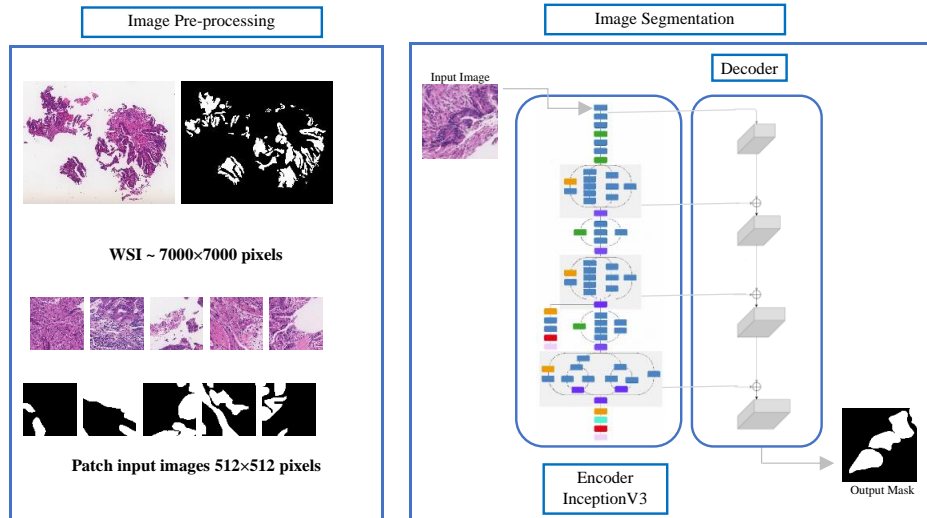 Image Pre-processing
WSI ~ 7000×7000 pixels
Patch input images 512×512 pixels
Image Segmentation
Input Image
Decoder
Encoder
InceptionV3
Output Mask